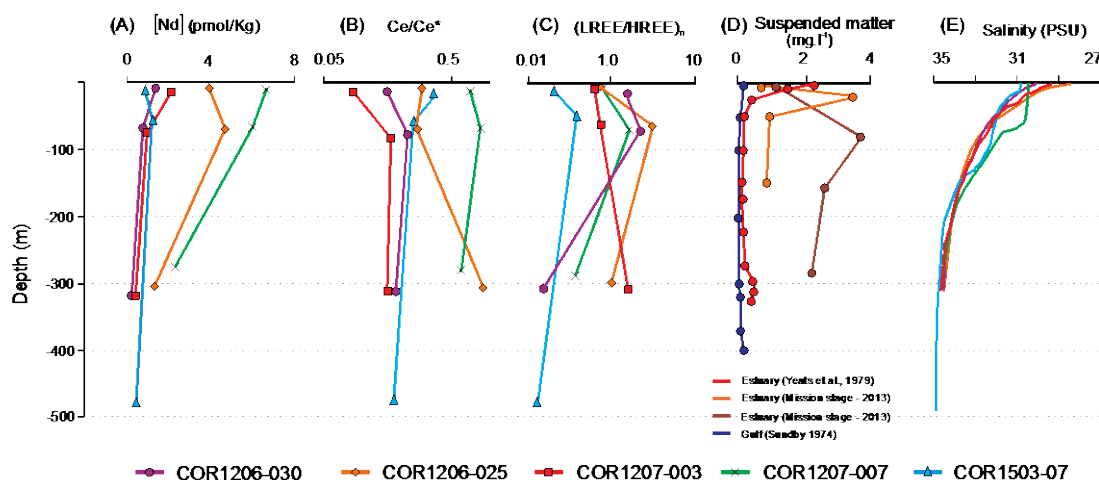 (A) [Nd] (pmol/Kg)
0 4 8
(B) Ce/Ce*
0.05 0.5
(C) (LREE/HREE)n
0.01 1.0 10
(D) Suspended matter
(mg.l-1)
0 2 4
(E) Salinity (PSU)
35 31 27
Depth (m)
-100
-200
-300
-400
-500
Estuary (Yeats et al., 1979)
Estuary (Mission stage - 2013)
Estuary (Mission stage - 2013)
Gulf (Sundby 1974)
COR1206-030 COR1206-025 COR1207-003 COR1207-007 COR1503-07